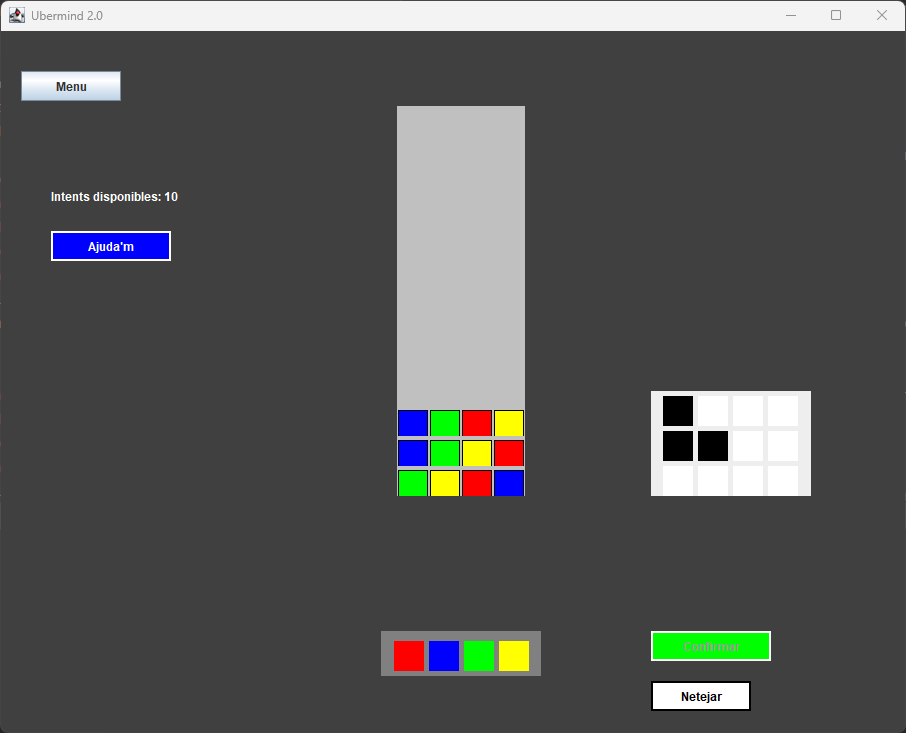 Ubermind 2.0
Menu
Intents disponibles: 10
Ajuda'm
Confirmar
Netejar